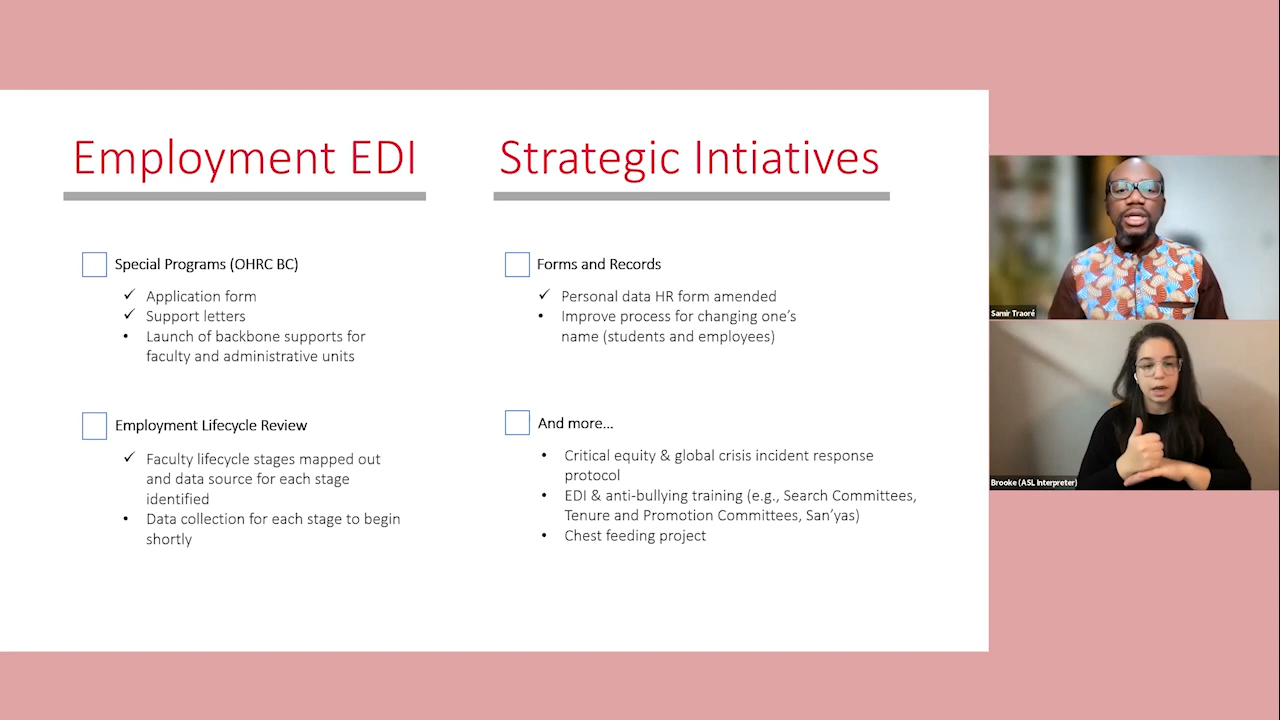 Employment EDI
Special Programs (OHRC BC)
Application form
Support letters
Launch of backbone supports for
faculty and administrative units
Employment Lifecycle Review
Faculty lifecycle stages mapped out
and data source for each stage
identified
Data collection for each stage to begin
shortly
Strategic Intiatives
Forms and Records
Personal data HR form amended
Improve process for changing one’s
name (students and employees)
And more...
Critical equity & global crisis incident response
protocol
EDI & anti-bullying training (e.g., Search Committees,
Tenure and Promotion Committees, San’yas)
Chest feeding project
Samir Traoré
Brooke (ASL Interpreter)